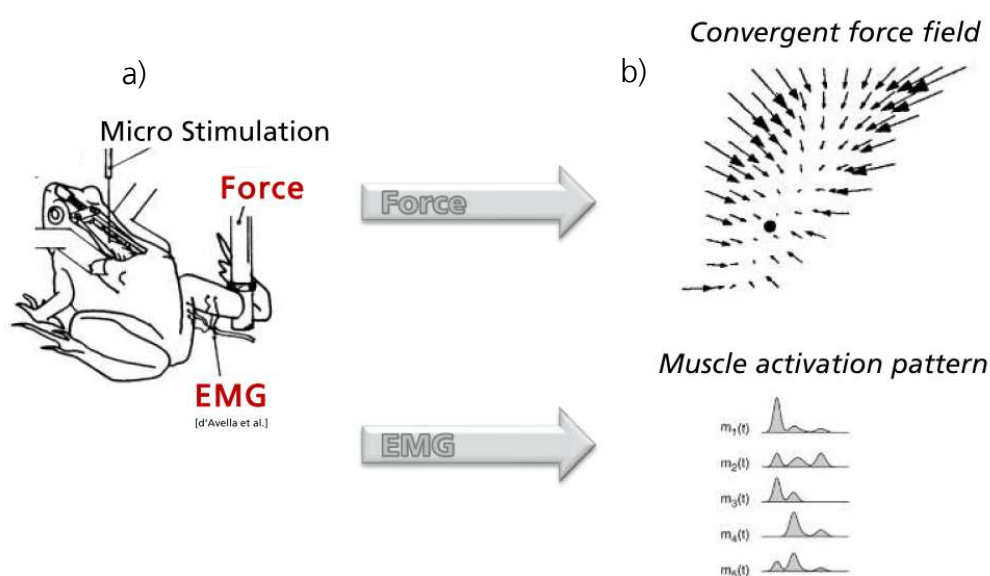 a)
Micro Stimulation
Force
EMG
[d'Avella et al.]
Force
EMG
b)
Convergent force field
Muscle activation pattern
m1(t)
m2(t)
m3(t)
m4(t)
m5(t)